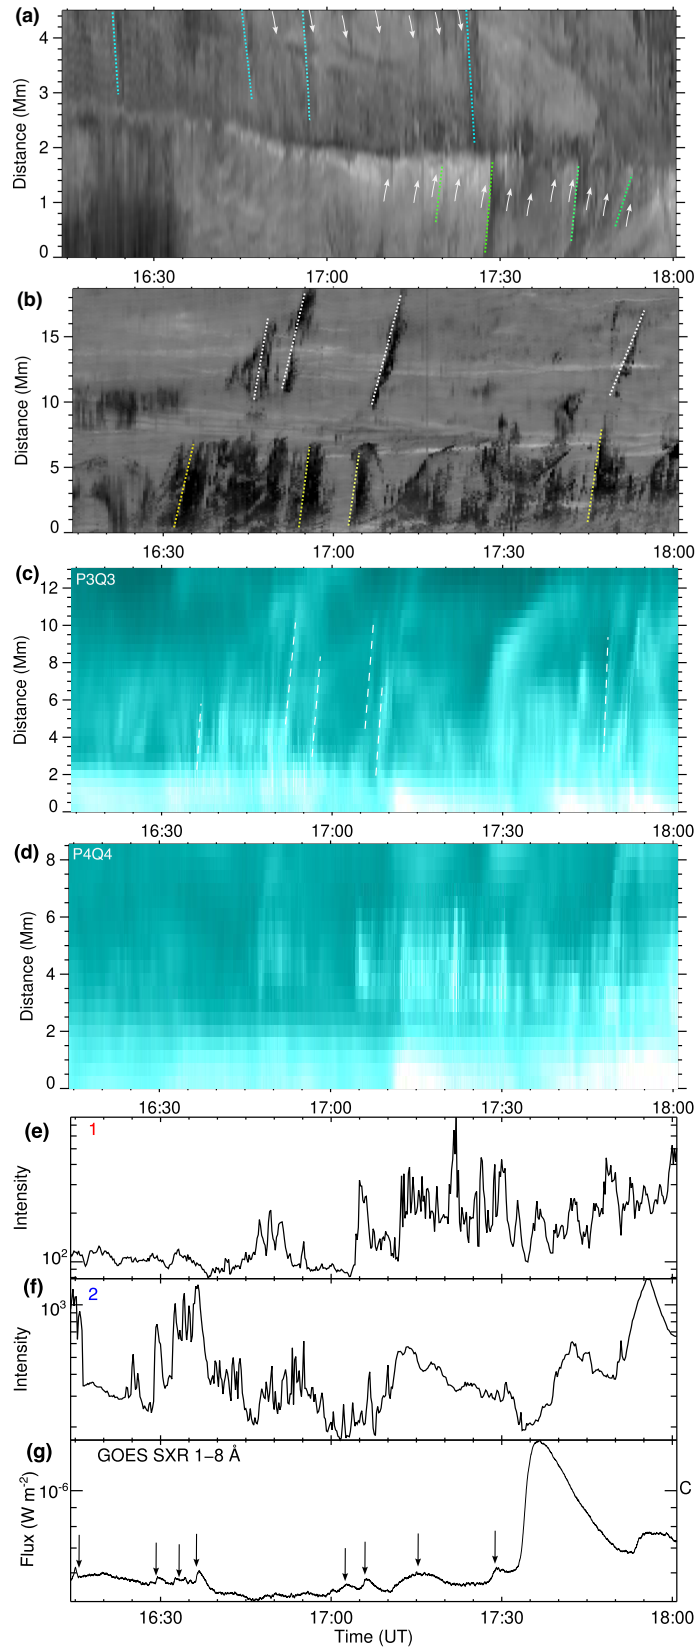 (a)
4
3
2
1
0
Distance (Mm)
16:30 17:00 17:30 18:00
(b)
15
10
5
0
Distance (Mm)
16:30 17:00 17:30 18:00
(c) P3Q3
12
10
8
6
4
2
0
Distance (Mm)
16:30 17:00 17:30 18:00
(d) P4Q4
8
6
4
2
0
Distance (Mm)
16:30 17:00 17:30 18:00
(e) 1
Intensity
10²
(f) 2
10³
Intensity
(g) GOES SXR 1−8 Å
10⁻⁶ C
Flux (W m⁻²)
16:30 17:00 17:30 18:00
Time (UT)